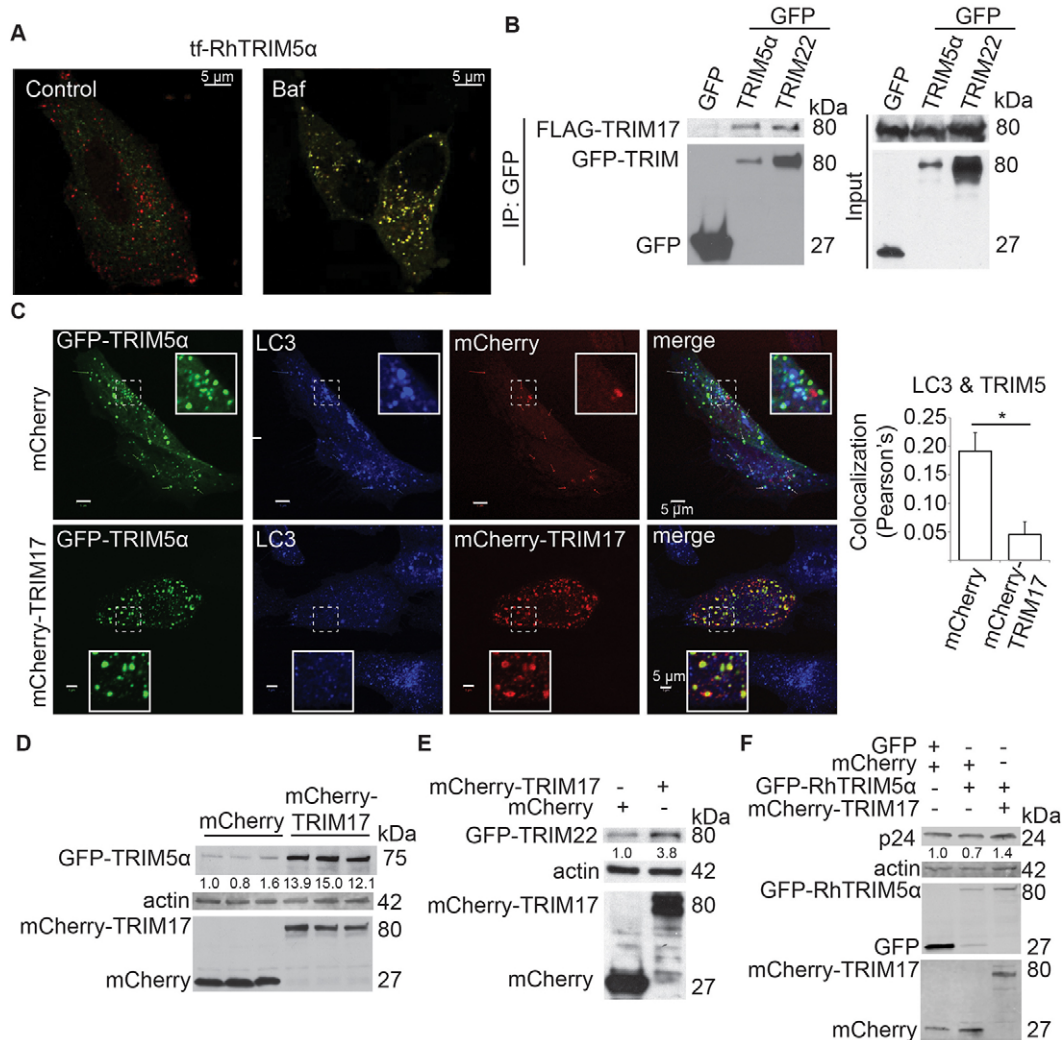 A
tf-RhTRIM5α
Control
5 µm
Baf
5 µm
B
GFP
GFP
TRIM5α
TRIM22
kDa
FLAG-TRIM17
80
GFP-TRIM
80
GFP
27
IP: GFP
GFP
GFP
TRIM5α
TRIM22
kDa
80
80
27
Input
C
mCherry
GFP-TRIM5α
LC3
mCherry
merge
5 µm
mCherry-TRIM17
GFP-TRIM5α
LC3
mCherry-TRIM17
merge
5 µm
LC3 & TRIM5
Colocalization
(Pearson's)
0.25
0.20
0.15
0.10
0.05
*
mCherry
mCherry-
TRIM17
D
mCherry
mCherry-
TRIM17
kDa
GFP-TRIM5α
75
1.0 0.8 1.6 13.9 15.0 12.1
actin
42
mCherry-TRIM17
80
mCherry
27
E
mCherry-TRIM17 - +
mCherry + -
kDa
GFP-TRIM22
80
1.0 3.8
actin
42
mCherry-TRIM17
80
mCherry
27
F
GFP + - -
mCherry + + -
GFP-RhTRIM5α - + +
mCherry-TRIM17 - - +
kDa
p24
24
1.0 0.7 1.4
actin
42
GFP-RhTRIM5α
80
GFP
27
mCherry-TRIM17
80
mCherry
27